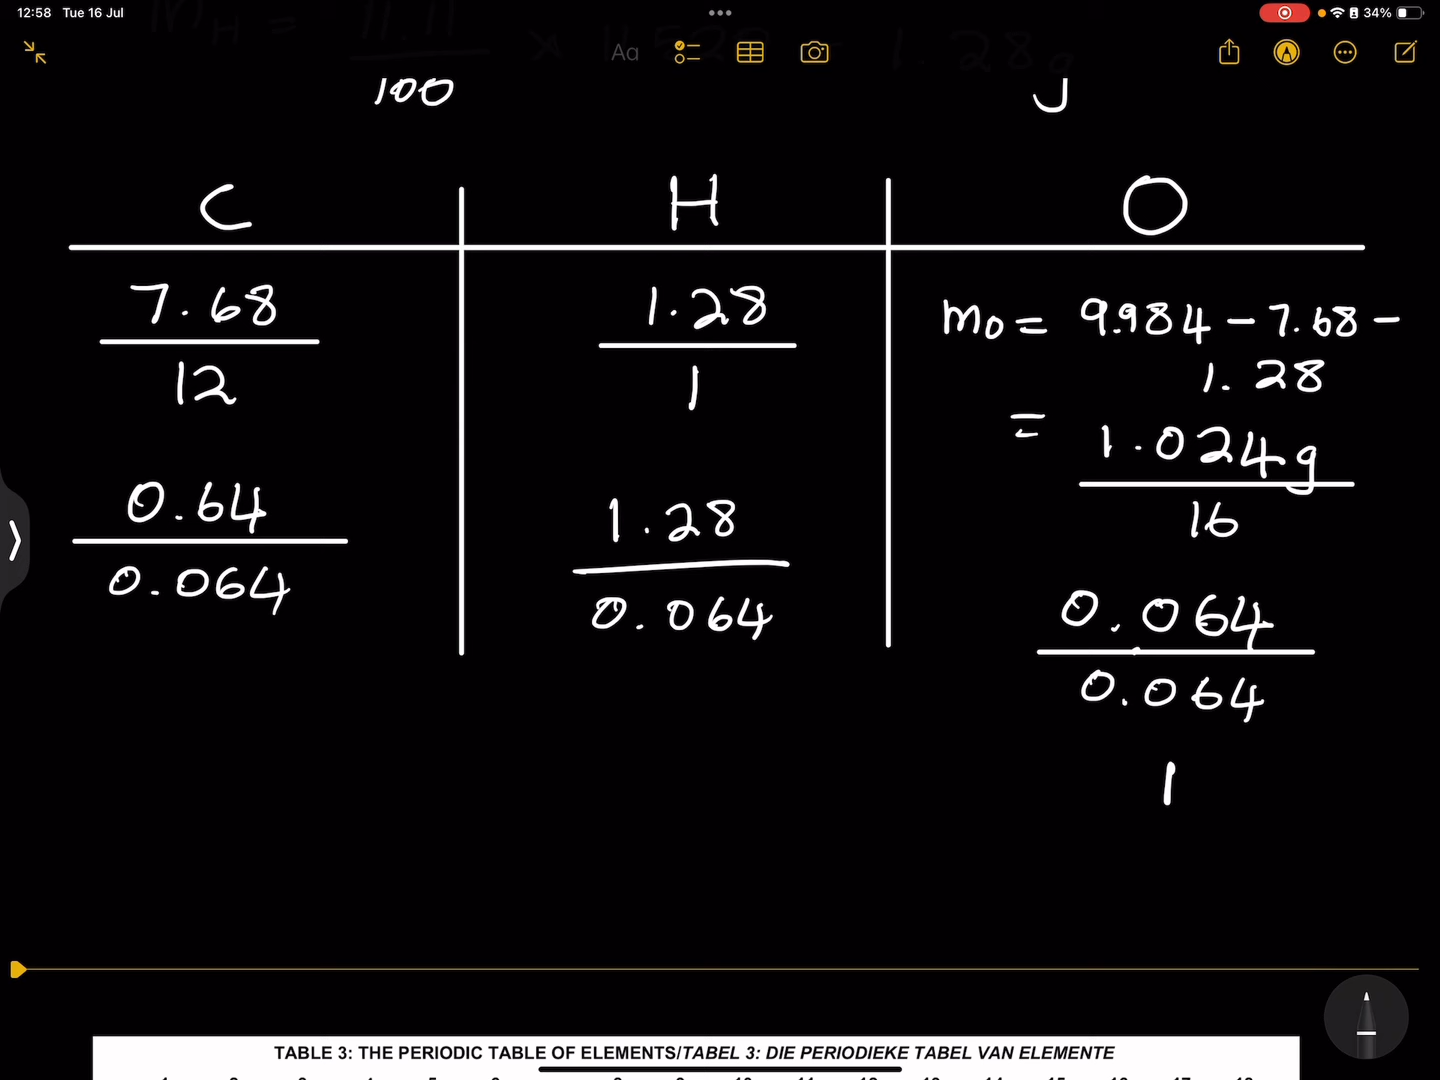 12:58 Tue 16 Jul
34%
Aa
100
C H O
7.68
12
1.28
1
mo = 9.984 - 7.68 -
1.28
= 1.024g
16
0.64
0.064
1.28
0.064
0.064
0.064
1
TABLE 3: THE PERIODIC TABLE OF ELEMENTS/TABEL 3: DIE PERIODIEKE TABEL VAN ELEMENTE